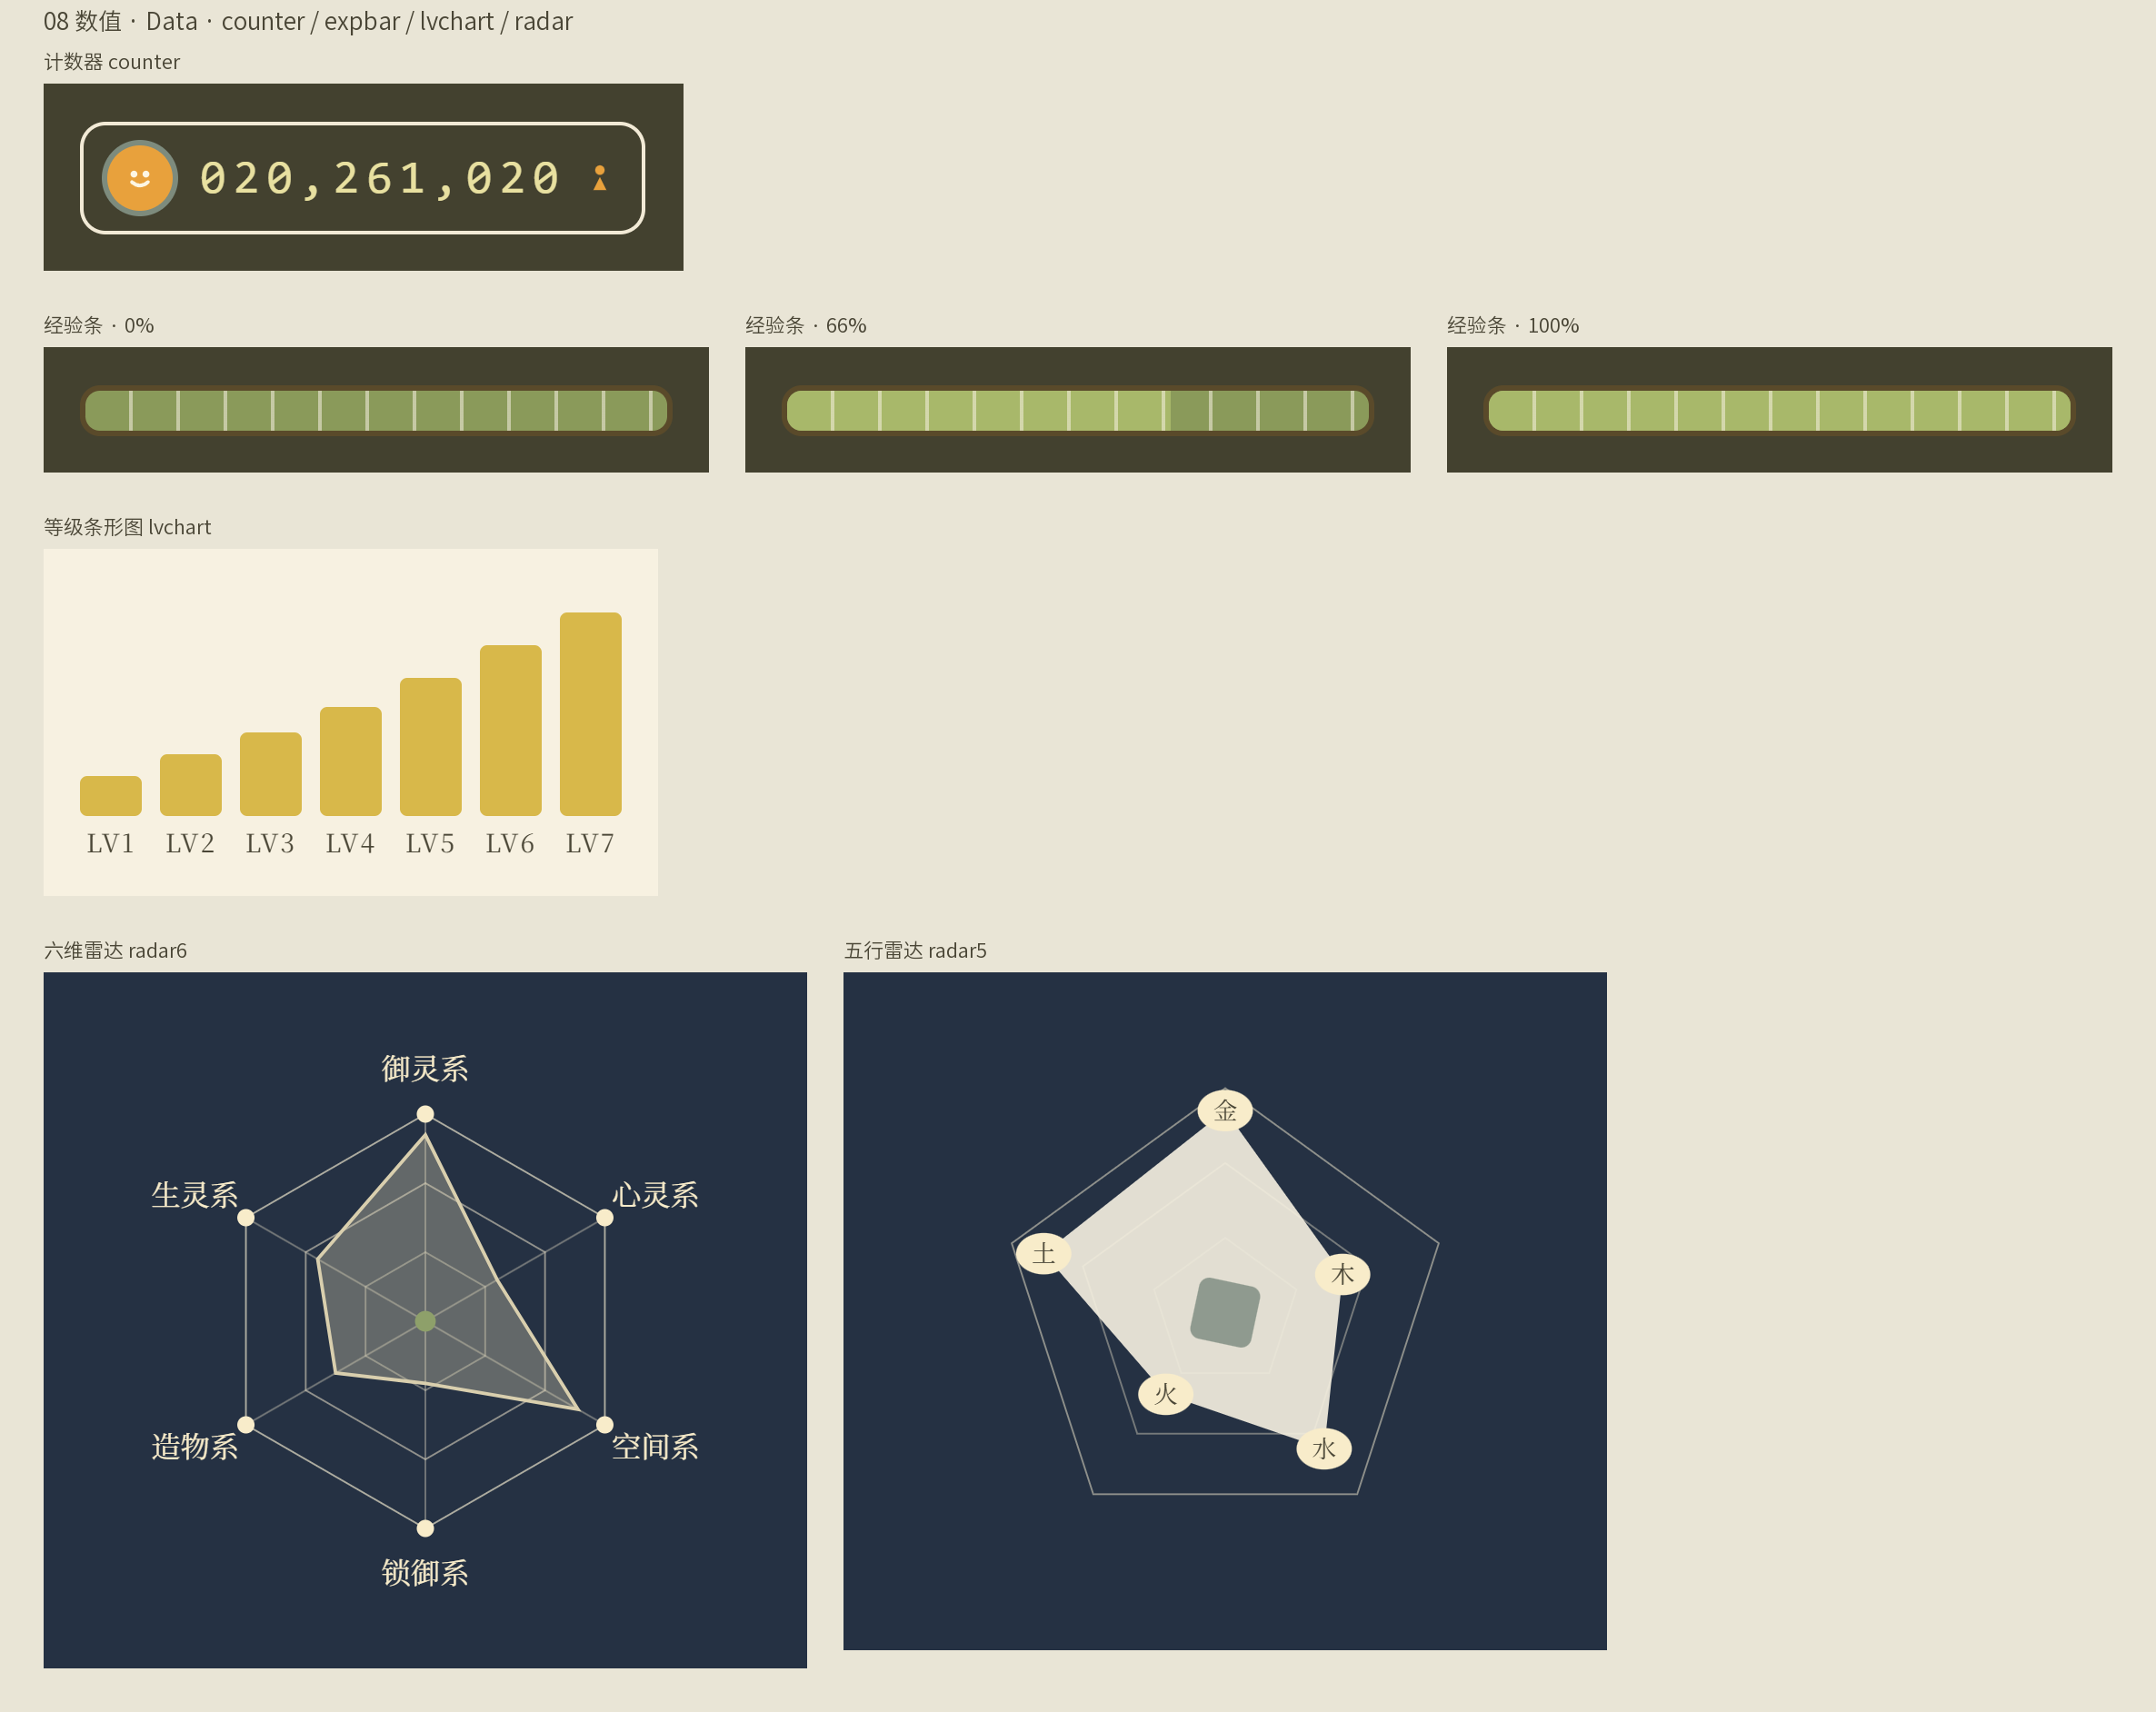 08 数值 · Data · counter / expbar / lvchart / radar
计数器 counter
020,261,020
经验条 · 0%
经验条 · 66%
经验条 · 100%
等级条形图 lvchart
LV1 LV2 LV3 LV4 LV5 LV6 LV7
六维雷达 radar6
御灵系
生灵系
心灵系
造物系
空间系
锁御系
五行雷达 radar5
金
土
木
火
水